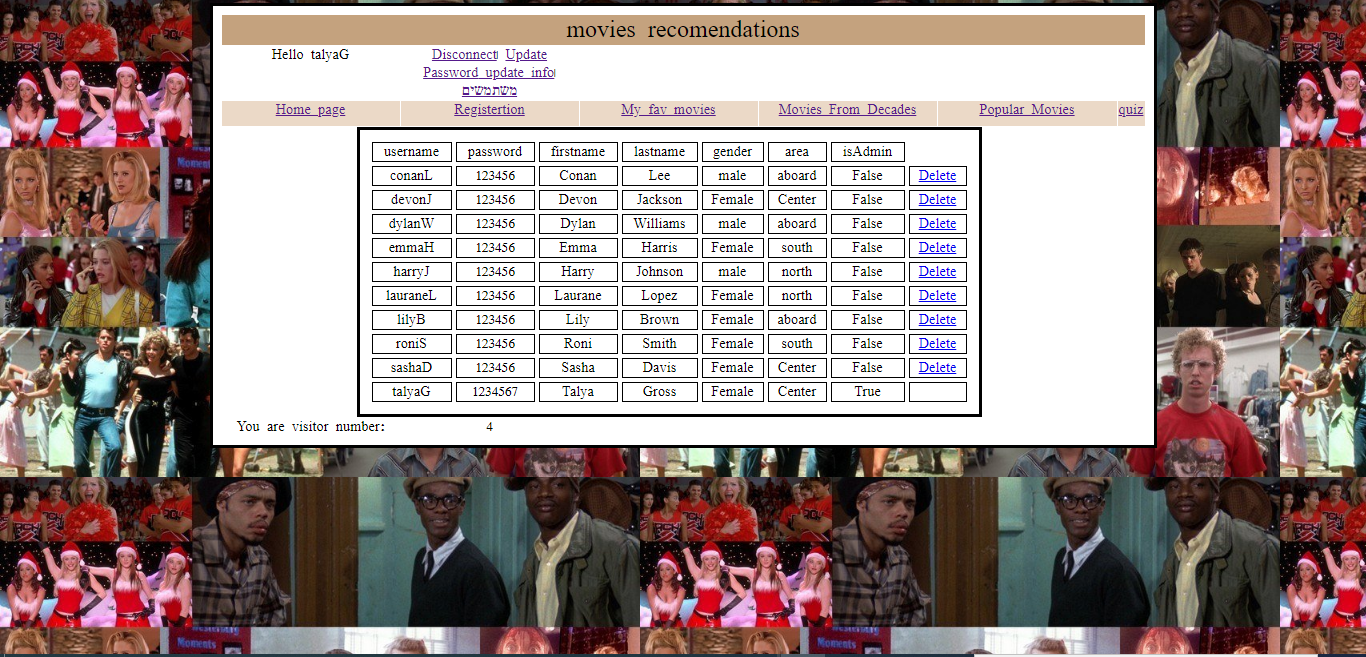 movies recomendations
Hello talyaG
Disconnect| Update
Password update info|
משתמשים
Home page Registertion My fav movies Movies From Decades Popular Movies quiz
username password firstname lastname gender area isAdmin
conanL 123456 Conan Lee male aboard False Delete
devonJ 123456 Devon Jackson Female Center False Delete
dylanW 123456 Dylan Williams male aboard False Delete
emmaH 123456 Emma Harris Female south False Delete
harryJ 123456 Harry Johnson male north False Delete
lauraneL 123456 Laurane Lopez Female north False Delete
lilyB 123456 Lily Brown Female aboard False Delete
roniS 123456 Roni Smith Female south False Delete
sashaD 123456 Sasha Davis Female Center False Delete
talyaG 1234567 Talya Gross Female Center True
You are visitor number: 4
Moments
Moments
Moments